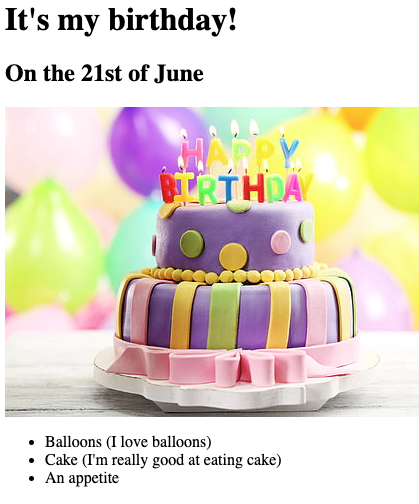 It's my birthday!
On the 21st of June
HAPPY
BIRTHDAY
Balloons (I love balloons)
Cake (I'm really good at eating cake)
An appetite